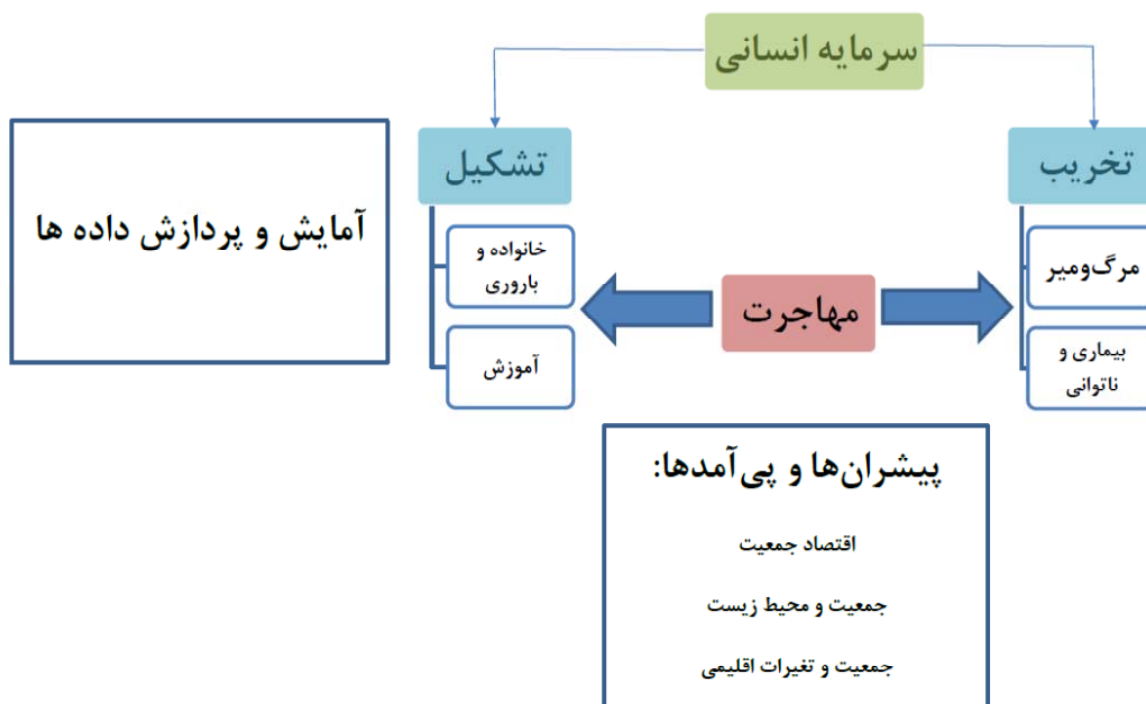 سرمایه انسانی
تخریب
مرگ‌ومیر
بیماری و
ناتوانی
مهاجرت
تشکیل
خانواده و
باروری
آموزش
آمایش و پردازش داده ها
پیشران‌ها و پی‌آمدها:
اقتصاد جمعیت
جمعیت و محیط زیست
جمعیت و تغیرات اقلیمی